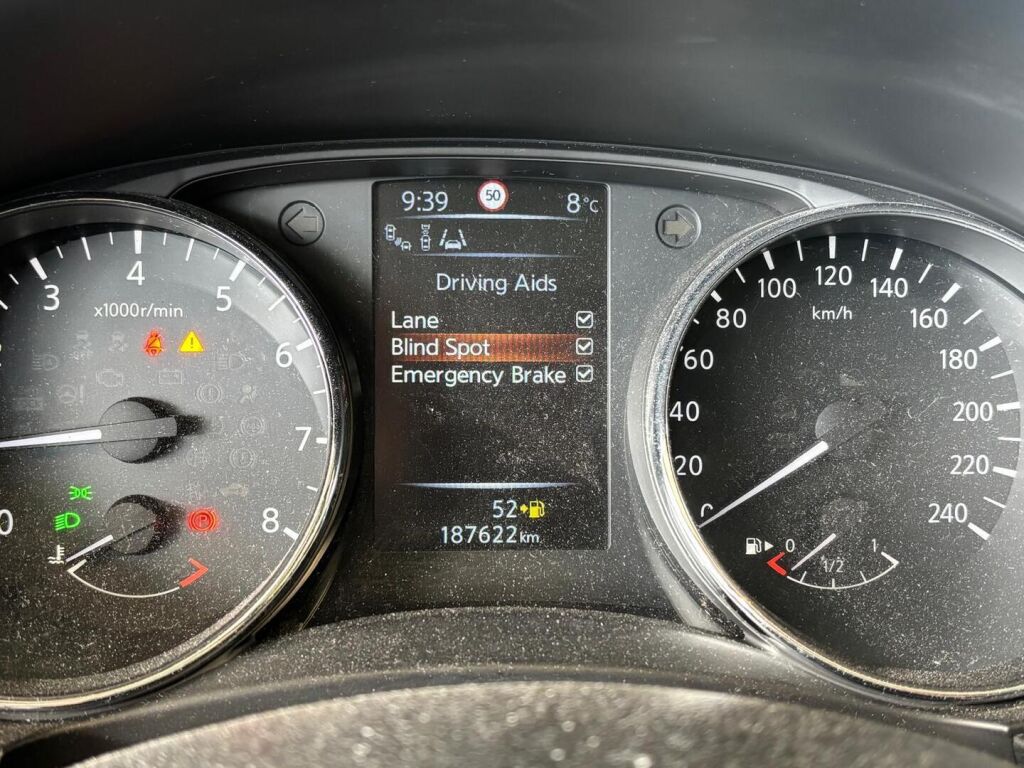 9:39 50 8°C
Driving Aids
Lane
Blind Spot
Emergency Brake
52
187622 km
x1000r/min
0
3
4
5
6
7
8
P
km/h
0
20
40
60
80
100
120
140
160
180
200
220
240
0 1/2 1